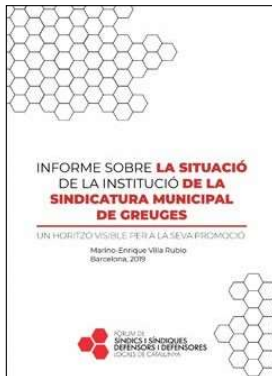 INFORME SOBRE LA SITUACIÓ
DE LA INSTITUCIÓ DE LA
SINDICATURA MUNICIPAL
DE GREUGES
UN HORITZÓ VISIBLE PER A LA SEVA PROMOCIÓ
Marino-Enrique Villa Rubio
Barcelona, 2019
FÒRUM DE
SÍNDICS I SÍNDIQUES
DEFENSORS I DEFENSORES
LOCALS DE CATALUNYA